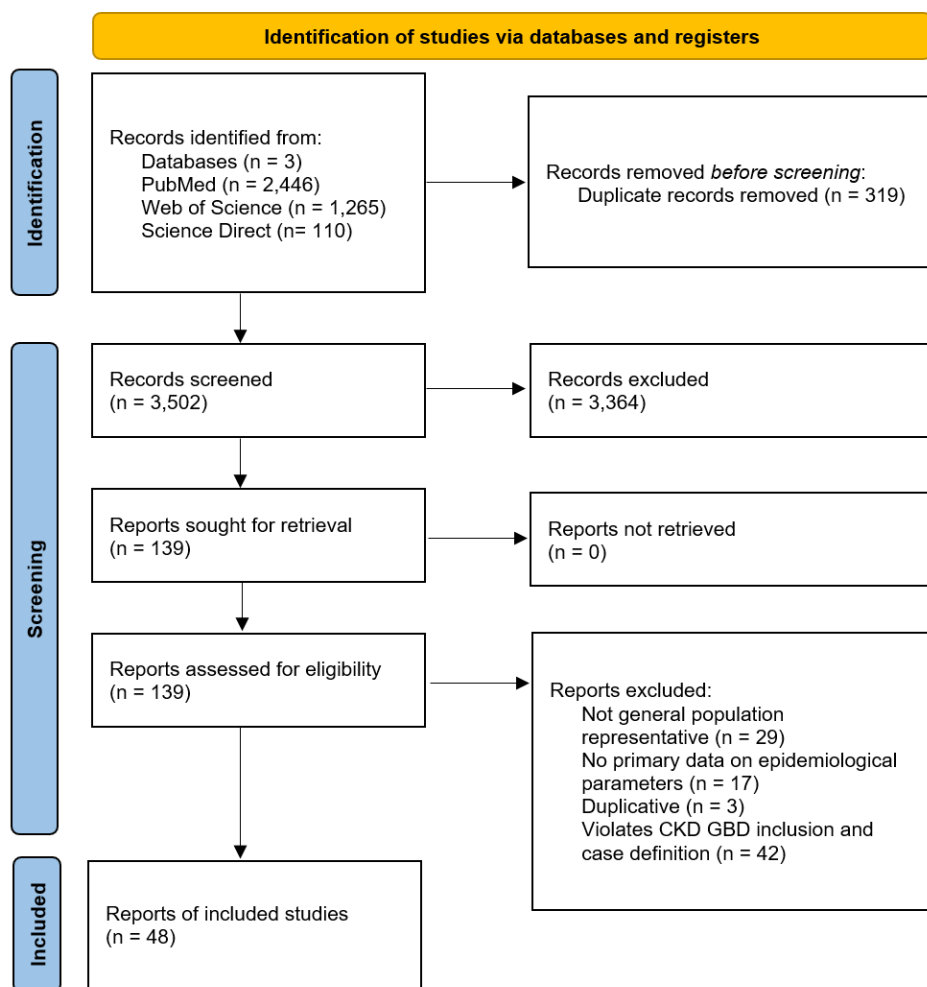 Identification of studies via databases and registers
Identification
Records identified from:
Databases (n = 3)
PubMed (n = 2,446)
Web of Science (n = 1,265)
Science Direct (n= 110)
Records removed before screening:
Duplicate records removed (n = 319)
Screening
Records screened
(n = 3,502)
Records excluded
(n = 3,364)
Reports sought for retrieval
(n = 139)
Reports not retrieved
(n = 0)
Reports assessed for eligibility
(n = 139)
Reports excluded:
Not general population
representative (n = 29)
No primary data on epidemiological
parameters (n = 17)
Duplicative (n = 3)
Violates CKD GBD inclusion and
case definition (n = 42)
Included
Reports of included studies
(n = 48)